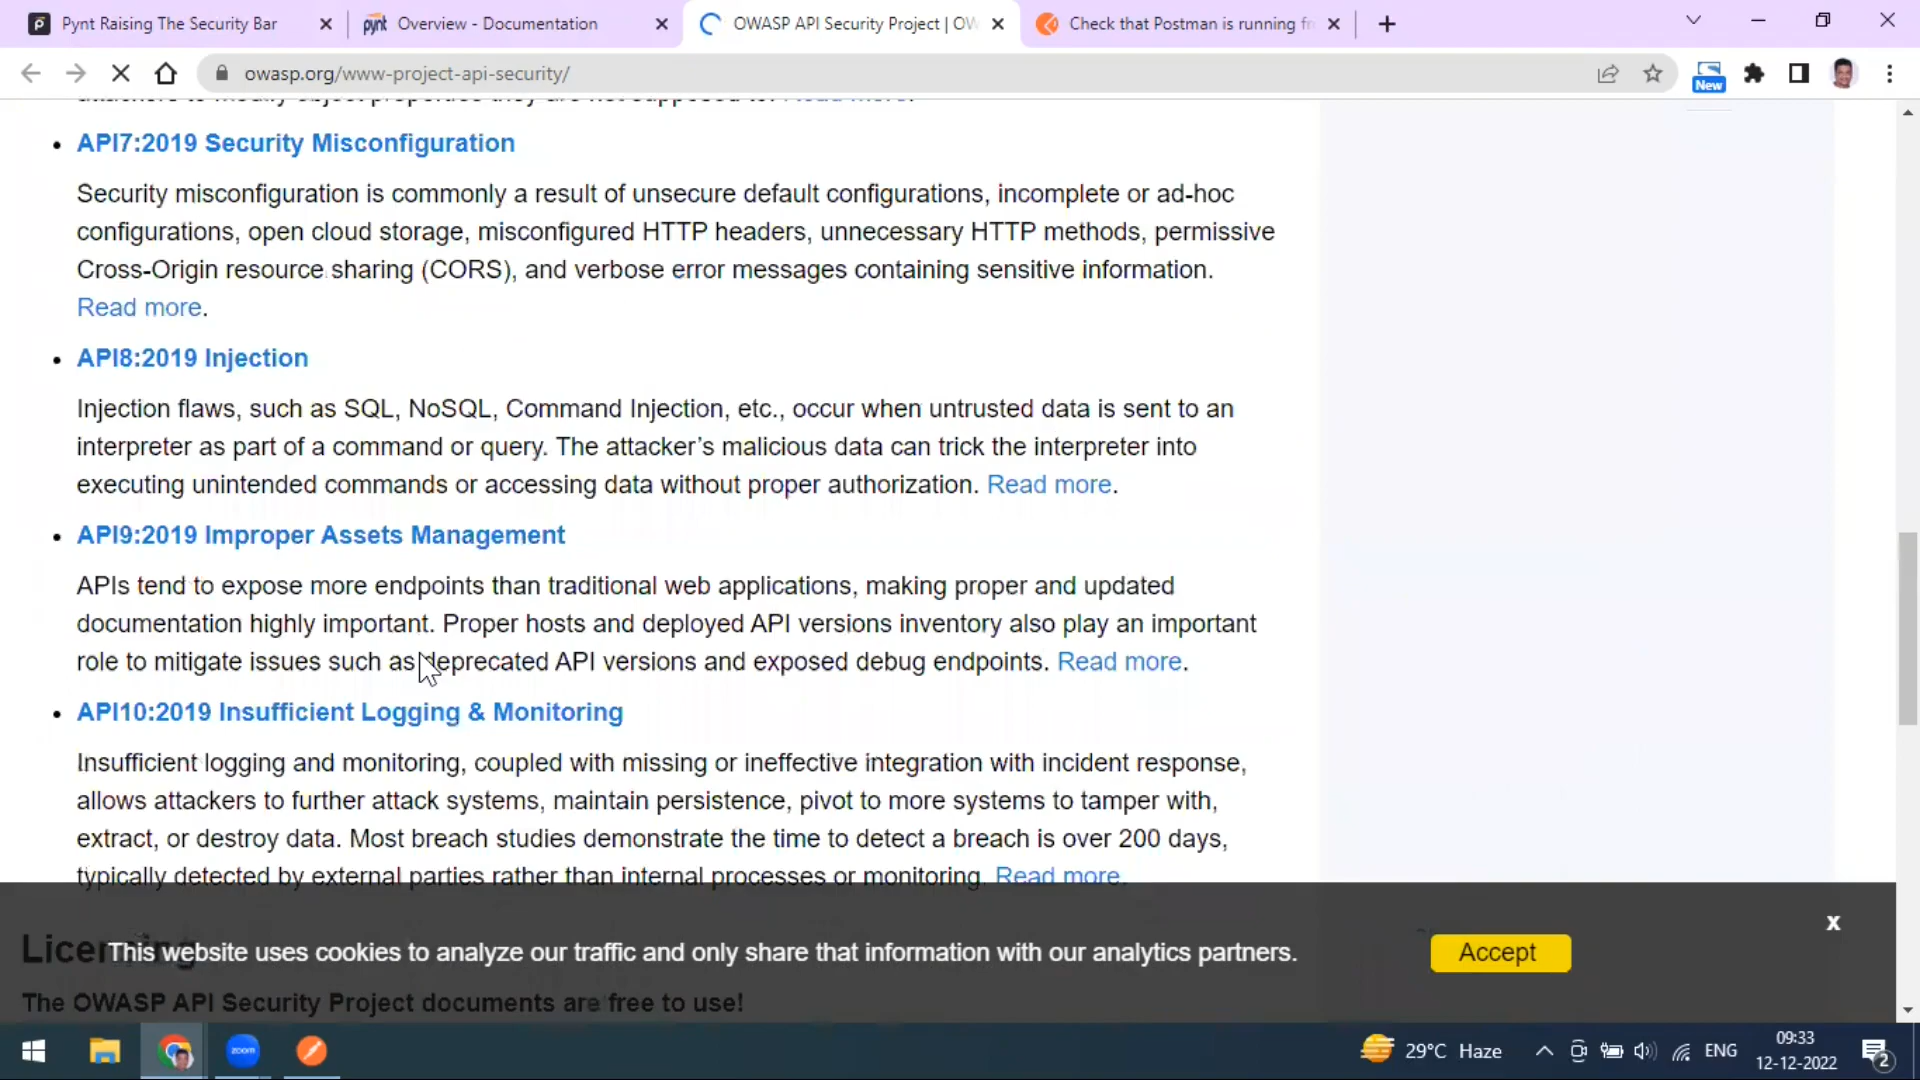 Pynt Raising The Security Bar
pynt Overview - Documentation
OWASP API Security Project | OW
Check that Postman is running fr
owasp.org/www-project-api-security/
New
API7:2019 Security Misconfiguration
Security misconfiguration is commonly a result of unsecure default configurations, incomplete or ad-hoc
configurations, open cloud storage, misconfigured HTTP headers, unnecessary HTTP methods, permissive
Cross-Origin resource sharing (CORS), and verbose error messages containing sensitive information.
Read more.
API8:2019 Injection
Injection flaws, such as SQL, NoSQL, Command Injection, etc., occur when untrusted data is sent to an
interpreter as part of a command or query. The attacker’s malicious data can trick the interpreter into
executing unintended commands or accessing data without proper authorization. Read more.
API9:2019 Improper Assets Management
APIs tend to expose more endpoints than traditional web applications, making proper and updated
documentation highly important. Proper hosts and deployed API versions inventory also play an important
role to mitigate issues such as deprecated API versions and exposed debug endpoints. Read more.
API10:2019 Insufficient Logging & Monitoring
Insufficient logging and monitoring, coupled with missing or ineffective integration with incident response,
allows attackers to further attack systems, maintain persistence, pivot to more systems to tamper with,
extract, or destroy data. Most breach studies demonstrate the time to detect a breach is over 200 days,
typically detected by external parties rather than internal processes or monitoring. Read more.
x
Licensing
This website uses cookies to analyze our traffic and only share that information with our analytics partners.
Accept
The OWASP API Security Project documents are free to use!
zoom
29°C Haze
ENG
09:33
12-12-2022
2